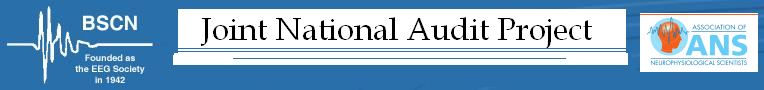 BSCN
Founded as
the EEG Society
in 1942
Joint National Audit Project
ASSOCIATION OF
ANS
NEUROPHYSIOLOGICAL SCIENTISTS